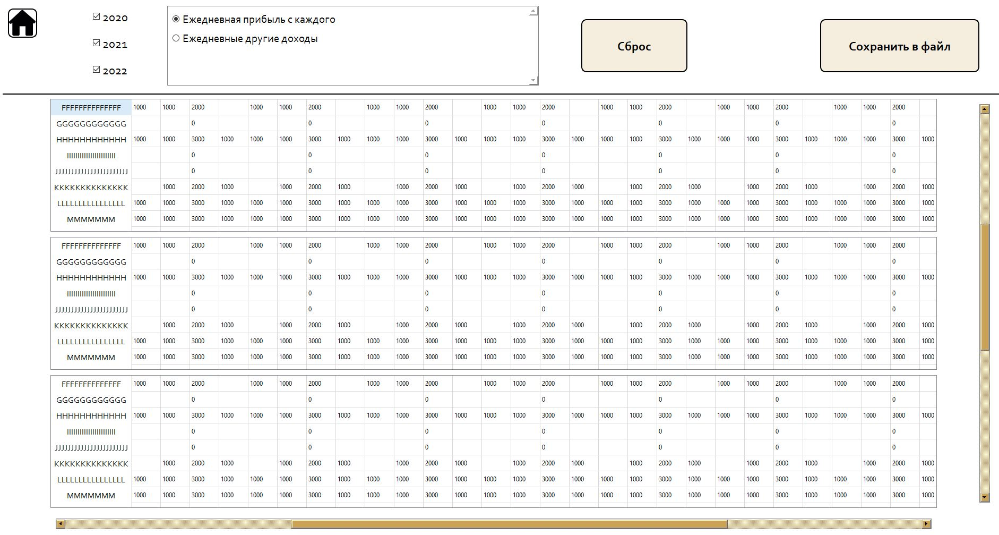 2020
2021
2022
Ежедневная прибыль с каждого
Ежедневные другие доходы
Сброс
Сохранить в файл
FFFFFFFFFFFFFF 1000 1000 2000 1000 1000 2000 1000 1000 2000 1000 1000 2000 1000 1000 2000 1000 1000 2000 1000 1000 2000
GGGGGGGGGGGG 0 0 0 0 0 0 0
HHHHHHHHHHHH 1000 1000 3000 1000 1000 1000 3000 1000 1000 1000 3000 1000 1000 1000 3000 1000 1000 1000 3000 1000 1000 1000 3000 1000 1000 1000 3000 1000
IIIIIIIIIIIIIIIIIIIIIII 0 0 0 0 0 0 0
JJJJJJJJJJJJJJJJJJJJJJJ 0 0 0 0 0 0 0
KKKKKKKKKKKKKK 1000 2000 1000 1000 2000 1000 1000 2000 1000 1000 2000 1000 1000 2000 1000 1000 2000 1000 1000 2000 1000
LLLLLLLLLLLLLLLL 1000 1000 3000 1000 1000 1000 3000 1000 1000 1000 3000 1000 1000 1000 3000 1000 1000 1000 3000 1000 1000 1000 3000 1000 1000 1000 3000 1000
MMMMMMM 1000 1000 3000 1000 1000 1000 3000 1000 1000 1000 3000 1000 1000 1000 3000 1000 1000 1000 3000 1000 1000 1000 3000 1000 1000 1000 3000 1000
FFFFFFFFFFFFFF 1000 1000 2000 1000 1000 2000 1000 1000 2000 1000 1000 2000 1000 1000 2000 1000 1000 2000 1000 1000 2000
GGGGGGGGGGGG 0 0 0 0 0 0 0
HHHHHHHHHHHH 1000 1000 3000 1000 1000 1000 3000 1000 1000 1000 3000 1000 1000 1000 3000 1000 1000 1000 3000 1000 1000 1000 3000 1000 1000 1000 3000 1000
IIIIIIIIIIIIIIIIIIIIIII 0 0 0 0 0 0 0
JJJJJJJJJJJJJJJJJJJJJJJ 0 0 0 0 0 0 0
KKKKKKKKKKKKKK 1000 2000 1000 1000 2000 1000 1000 2000 1000 1000 2000 1000 1000 2000 1000 1000 2000 1000 1000 2000 1000
LLLLLLLLLLLLLLLL 1000 1000 3000 1000 1000 1000 3000 1000 1000 1000 3000 1000 1000 1000 3000 1000 1000 1000 3000 1000 1000 1000 3000 1000 1000 1000 3000 1000
MMMMMMM 1000 1000 3000 1000 1000 1000 3000 1000 1000 1000 3000 1000 1000 1000 3000 1000 1000 1000 3000 1000 1000 1000 3000 1000 1000 1000 3000 1000
FFFFFFFFFFFFFF 1000 1000 2000 1000 1000 2000 1000 1000 2000 1000 1000 2000 1000 1000 2000 1000 1000 2000 1000 1000 2000
GGGGGGGGGGGG 0 0 0 0 0 0 0
HHHHHHHHHHHH 1000 1000 3000 1000 1000 1000 3000 1000 1000 1000 3000 1000 1000 1000 3000 1000 1000 1000 3000 1000 1000 1000 3000 1000 1000 1000 3000 1000
IIIIIIIIIIIIIIIIIIIIIII 0 0 0 0 0 0 0
JJJJJJJJJJJJJJJJJJJJJJJ 0 0 0 0 0 0 0
KKKKKKKKKKKKKK 1000 2000 1000 1000 2000 1000 1000 2000 1000 1000 2000 1000 1000 2000 1000 1000 2000 1000 1000 2000 1000
LLLLLLLLLLLLLLLL 1000 1000 3000 1000 1000 1000 3000 1000 1000 1000 3000 1000 1000 1000 3000 1000 1000 1000 3000 1000 1000 1000 3000 1000 1000 1000 3000 1000
MMMMMMM 1000 1000 3000 1000 1000 1000 3000 1000 1000 1000 3000 1000 1000 1000 3000 1000 1000 1000 3000 1000 1000 1000 3000 1000 1000 1000 3000 1000